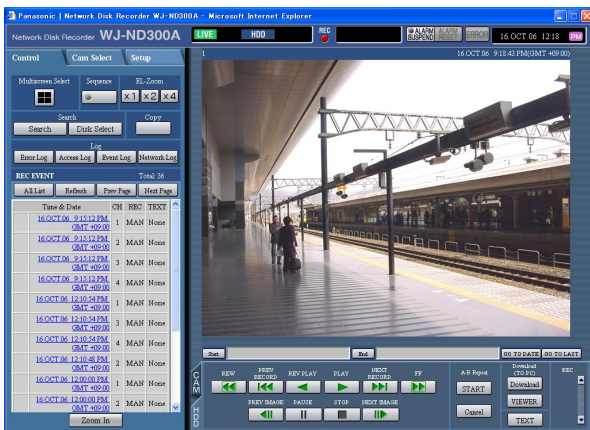 Panasonic | Network Disk Recorder WJ-ND300A - Microsoft Internet Explorer
Network Disk Recorder WJ-ND300A
LIVE
HDD
REC
ALARM SUSPEND
ALARM RESET
ERROR
16.OCT.06 12:18 PM
Control
Cam Select
Setup
Multiscreen Select
Sequence
EL-Zoom
x1 x2 x4
Search
Copy
Search
Disk Select
Log
Error Log
Access Log
Event Log
Network Log
REC EVENT
Total: 36
All List
Refresh
Prev Page
Next Page
Time & Date CH REC TEXT
16.OCT.06 9:15:12 PM GMT +09:00 1 MAN None
16.OCT.06 9:15:12 PM GMT +09:00 2 MAN None
16.OCT.06 9:15:12 PM GMT +09:00 3 MAN None
16.OCT.06 9:15:12 PM GMT +09:00 4 MAN None
16.OCT.06 12:10:54 PM GMT +09:00 1 MAN None
16.OCT.06 12:10:54 PM GMT +09:00 3 MAN None
16.OCT.06 12:10:54 PM GMT +09:00 4 MAN None
16.OCT.06 12:10:48 PM GMT +09:00 2 MAN None
16.OCT.06 12:00:00 PM GMT +09:00 1 MAN None
16.OCT.06 12:00:00 PM GMT +09:00 2 MAN None
Zoom In
1
16.OCT.06 9:18:43 PM(GMT +09:00)
Start
End
GO TO DATE
GO TO LAST
CAM
HDD
REW
PREV RECORD
REV PLAY
PLAY
NEXT RECORD
FF
PREV IMAGE
PAUSE
STOP
NEXT IMAGE
A-B Repeat
START
Cancel
Download (TO PC)
Download
VIEWER
TEXT
REC